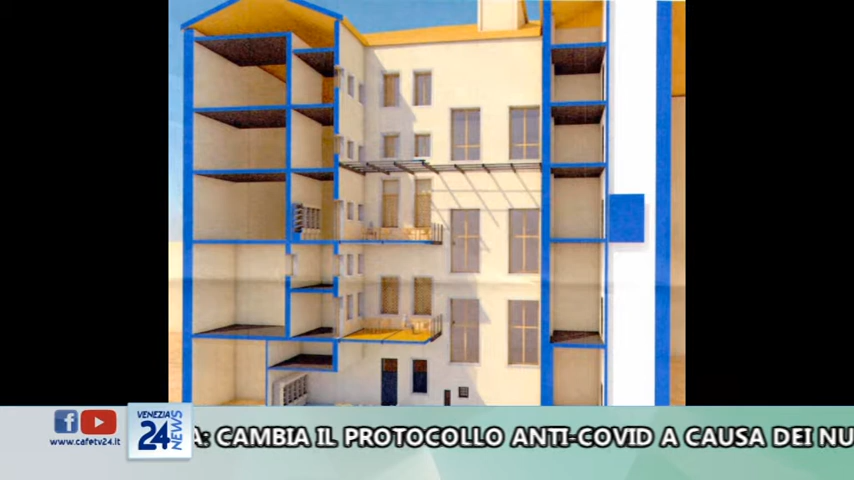 VENEZIA
24
NEWS
www.cafetv24.it
A: CAMBIA IL PROTOCOLLO ANTI-COVID A CAUSA DEI NU